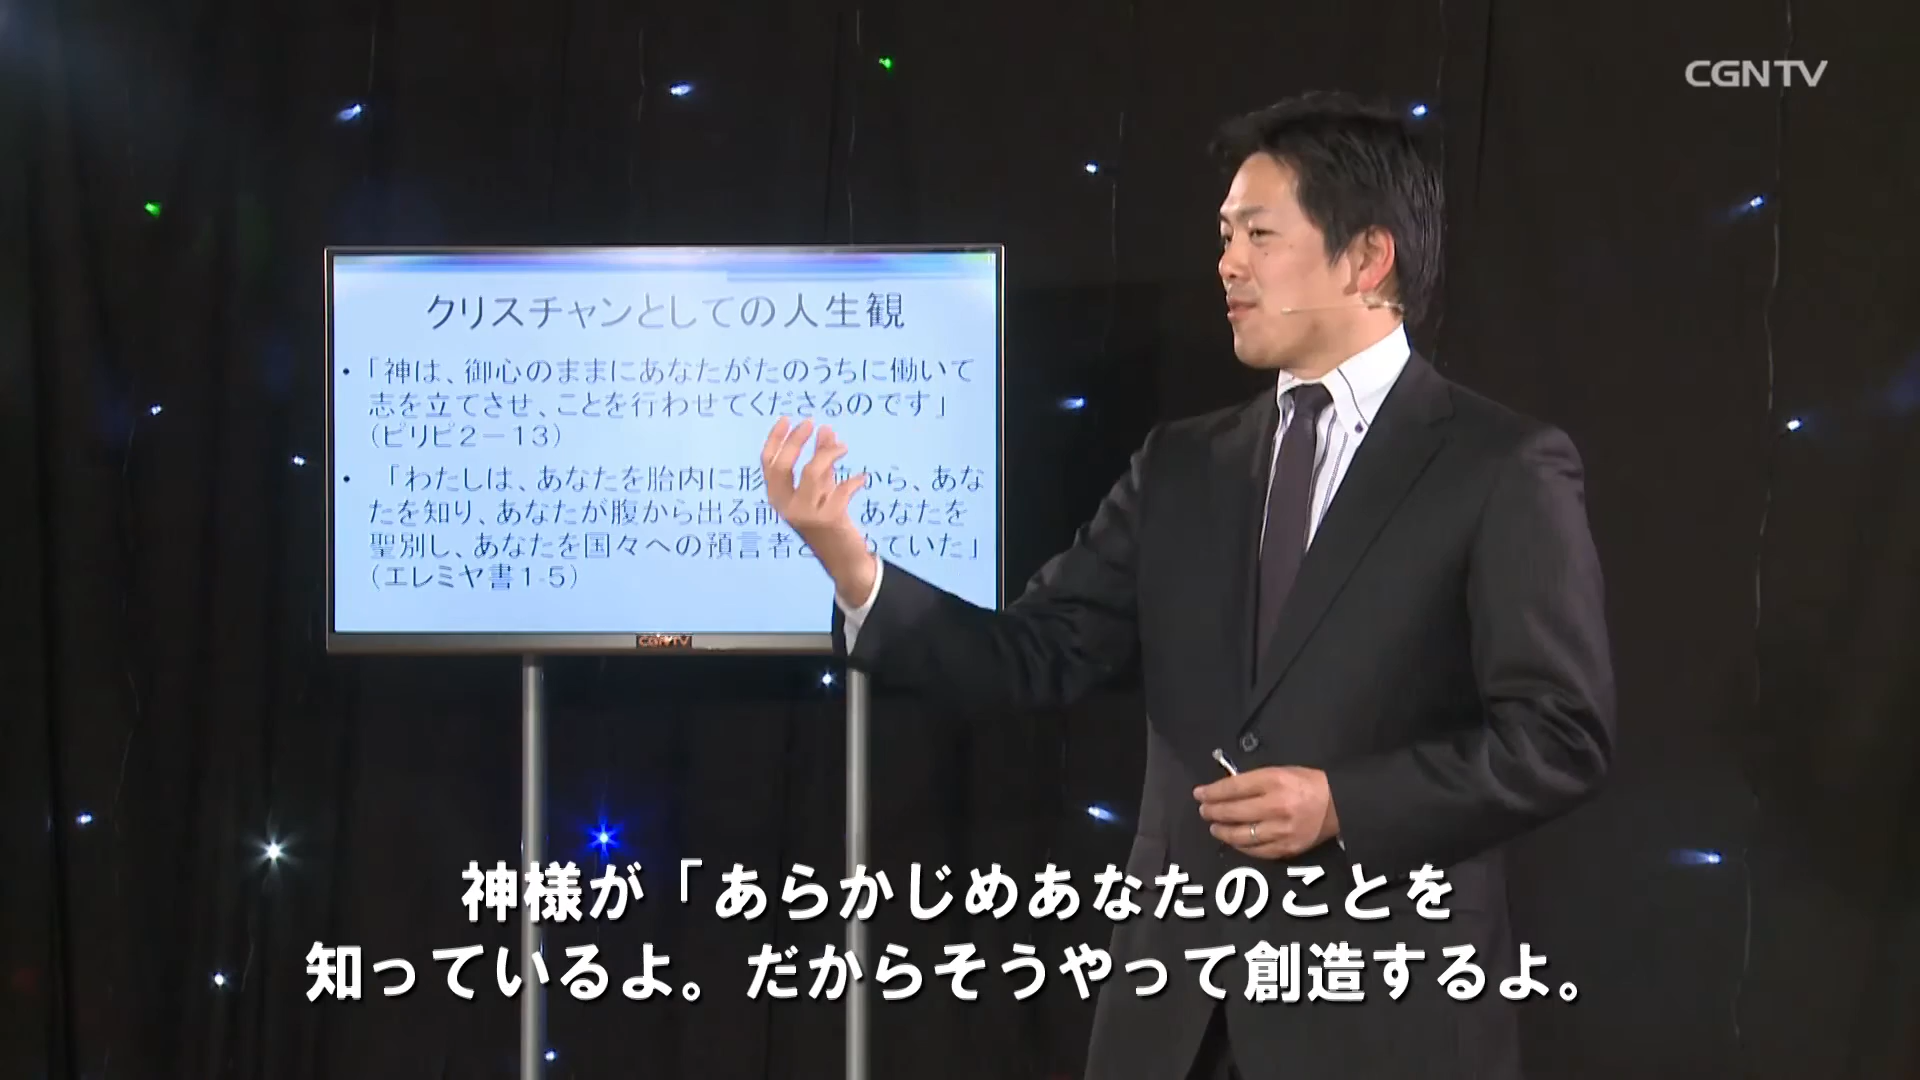 CGNTV
クリスチャンとしての人生観
・「神は、御心のままにあなたがたのうちに働いて
志を立てさせ、ことを行わせてくださるのです」
（ピリピ2－13）
・「わたしは、あなたを胎内に形 から、あな
たを知り、あなたが腹から出る前 あなたを
聖別し、あなたを国々への預言者と めていた」
（エレミヤ書1-5）
CGNTV
神様が「あらかじめあなたのことを
知っているよ。だからそうやって創造するよ。